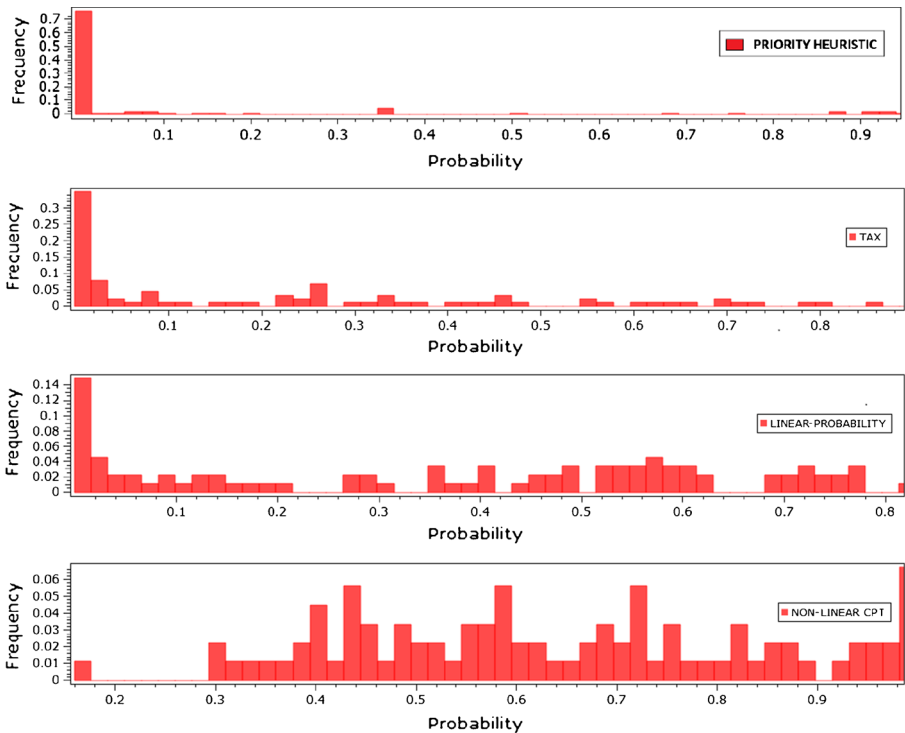 0.7
0.6
0.5
0.4
0.3
0.2
0.1
0
Frecuency
PRIORITY HEURISTIC
0.1 0.2 0.3 0.4 0.5 0.6 0.7 0.8 0.9
Probability
0.3
0.25
0.2
0.15
0.1
0.05
0
Frecuency
TAX
0.1 0.2 0.3 0.4 0.5 0.6 0.7 0.8
Probability
0.14
0.12
0.1
0.08
0.06
0.04
0.02
0
Frequency
LINEAR-PROBABILITY
0.1 0.2 0.3 0.4 0.5 0.6 0.7 0.8
Probability
0.06
0.05
0.04
0.03
0.02
0.01
0
Frequency
NON-LINEAR CPT
0.2 0.3 0.4 0.5 0.6 0.7 0.8 0.9
Probability